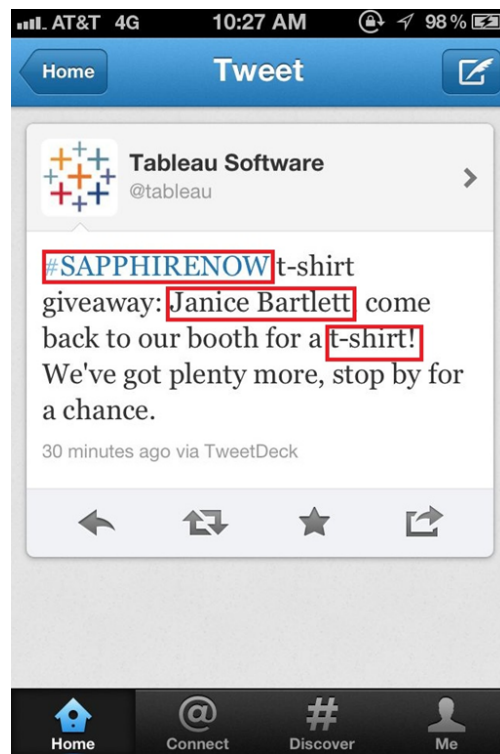 AT&T 4G 10:27 AM 98%
Home Tweet
Tableau Software
@tableau
#SAPPHIRENOW t-shirt
giveaway: Janice Bartlett come
back to our booth for a t-shirt!
We've got plenty more, stop by for
a chance.
30 minutes ago via TweetDeck
Home Connect Discover Me